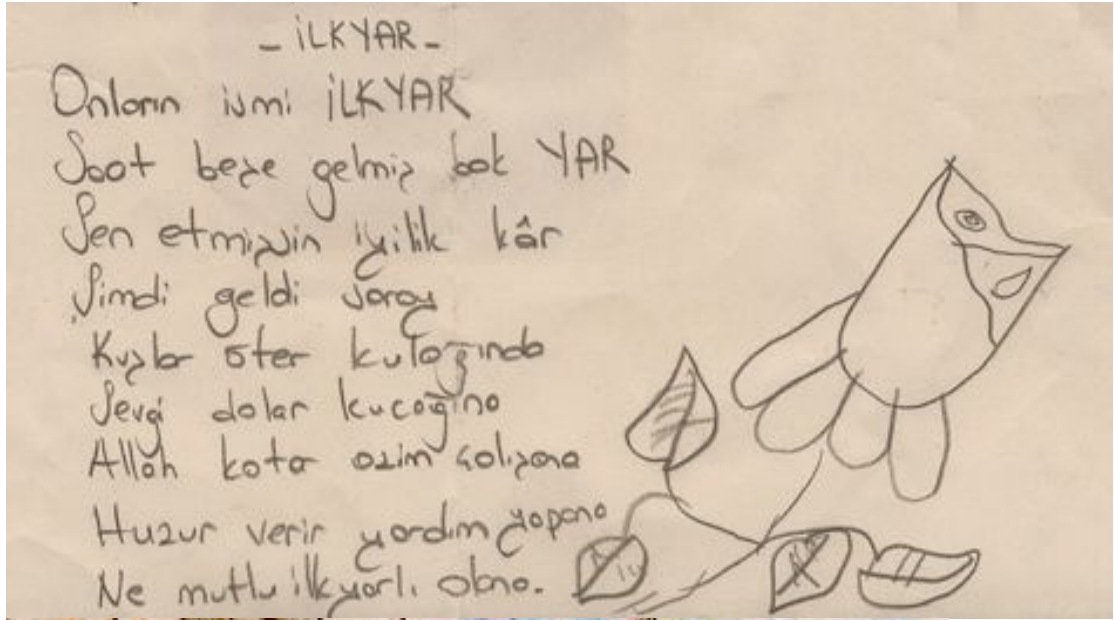 - İLKYAR -
Onların ismi İLKYAR
Saat beşe gelmiş bak YAR
Sen etmişsin iyilik kâr
Şimdi geldi
Kuşlar öter kulağında
Sevgi dolar kucağına
Allah katar azim çalışana
Huzur verir yardım yapana
Ne mutlu ilkyarlı olana.